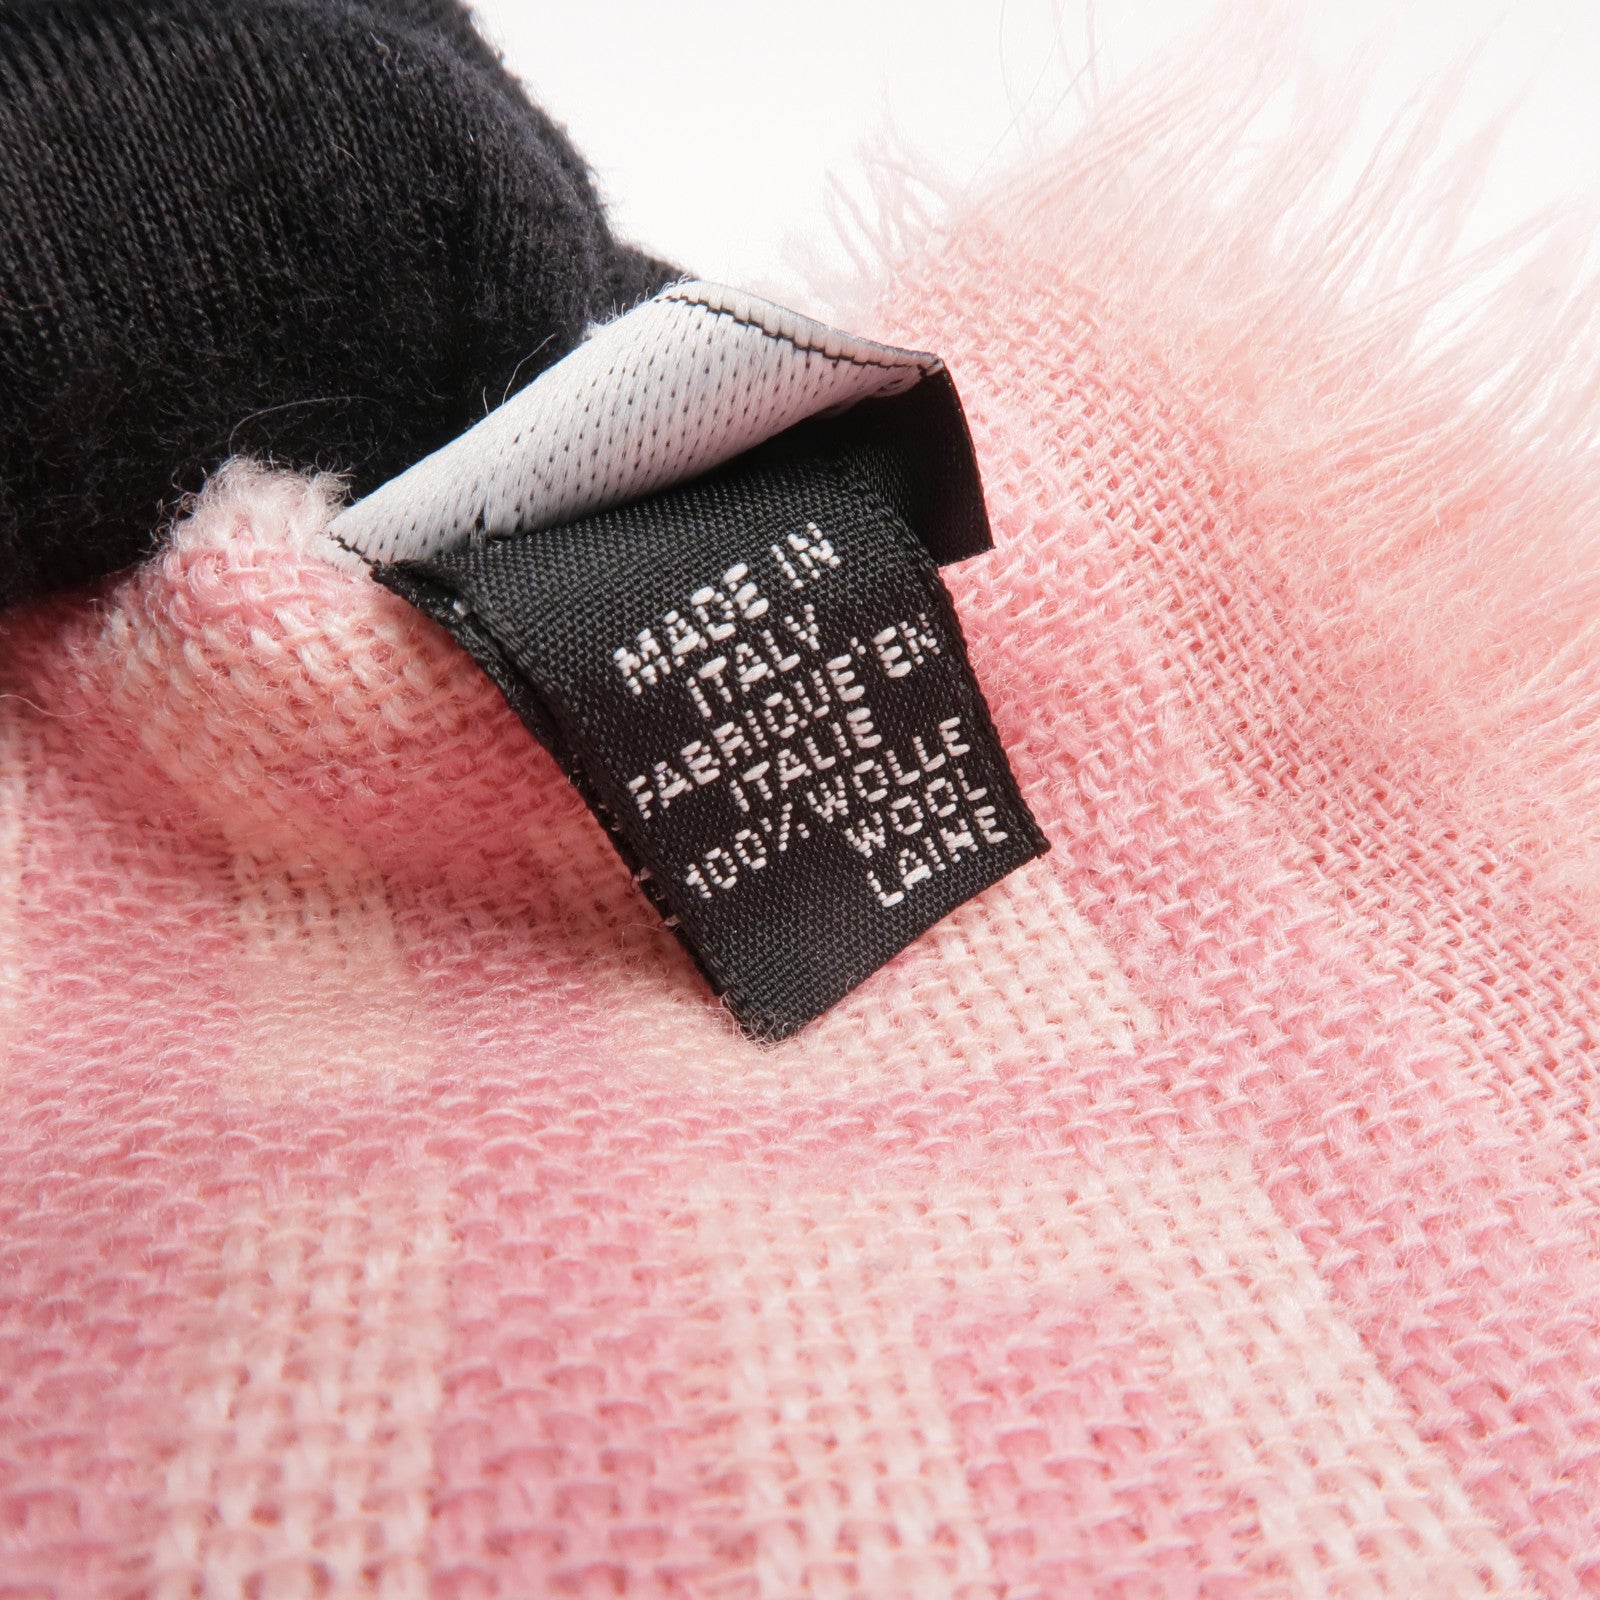 MADE IN
ITALY
FABRIQUE'EN
ITALIE
100% WOLLE
WOOL
LAINE